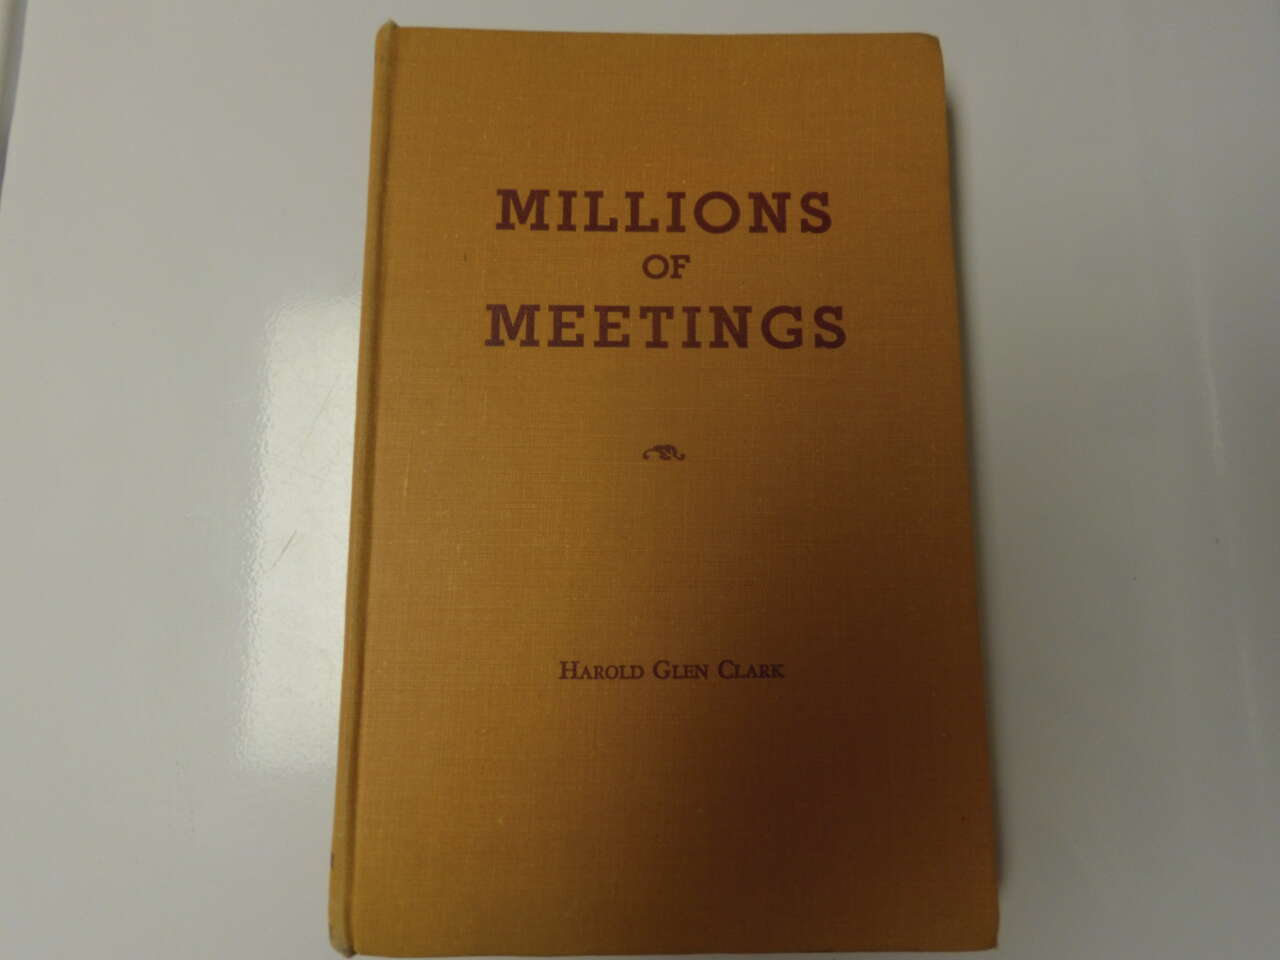 MILLIONS
OF
MEETINGS
HAROLD GLEN CLARK